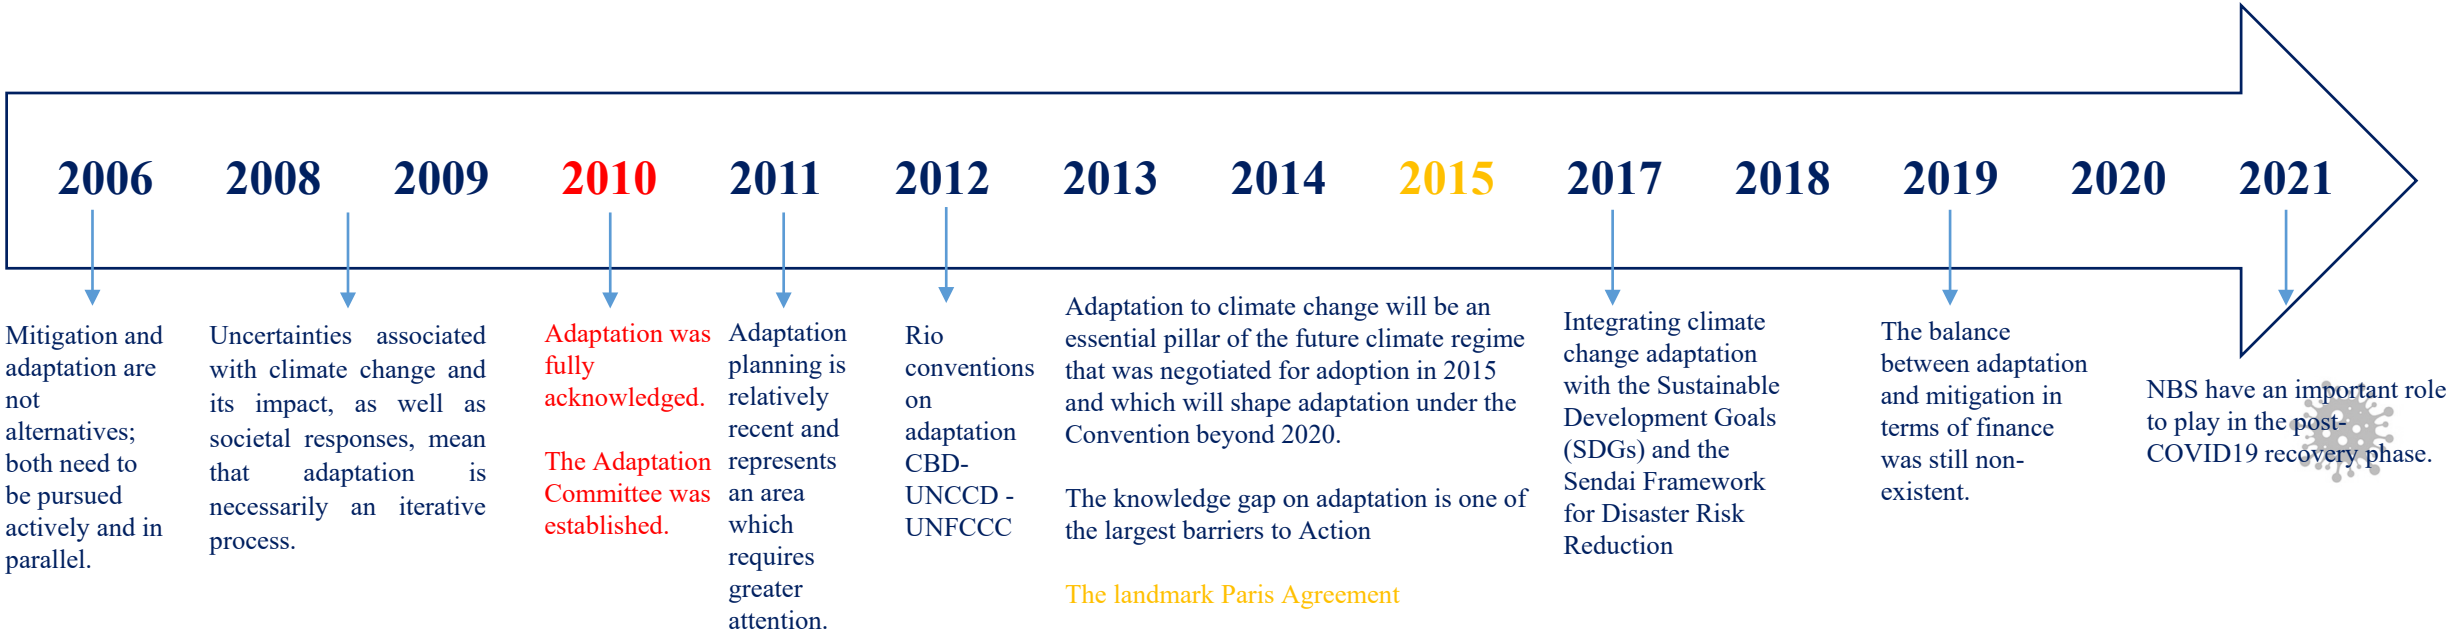 2006 2008 2009 2010 2011 2012 2013 2014 2015 2017 2018 2019 2020 2021
Mitigation and
adaptation are
not
alternatives;
both need to
be pursued
actively and in
parallel.
Uncertainties associated
with climate change and
its impact, as well as
societal responses, mean
that adaptation is
necessarily an iterative
process.
Adaptation was
fully
acknowledged.
The Adaptation
Committee was
established.
Adaptation
planning is
relatively
recent and
represents
an area
which
requires
greater
attention.
Rio
conventions
on
adaptation
CBD-
UNCCD -
UNFCCC
Adaptation to climate change will be an
essential pillar of the future climate regime
that was negotiated for adoption in 2015
and which will shape adaptation under the
Convention beyond 2020.
The knowledge gap on adaptation is one of
the largest barriers to Action
The landmark Paris Agreement
Integrating climate
change adaptation
with the Sustainable
Development Goals
(SDGs) and the
Sendai Framework
for Disaster Risk
Reduction
The balance
between adaptation
and mitigation in
terms of finance
was still non-
existent.
NBS have an important role
to play in the post-
COVID19 recovery phase.